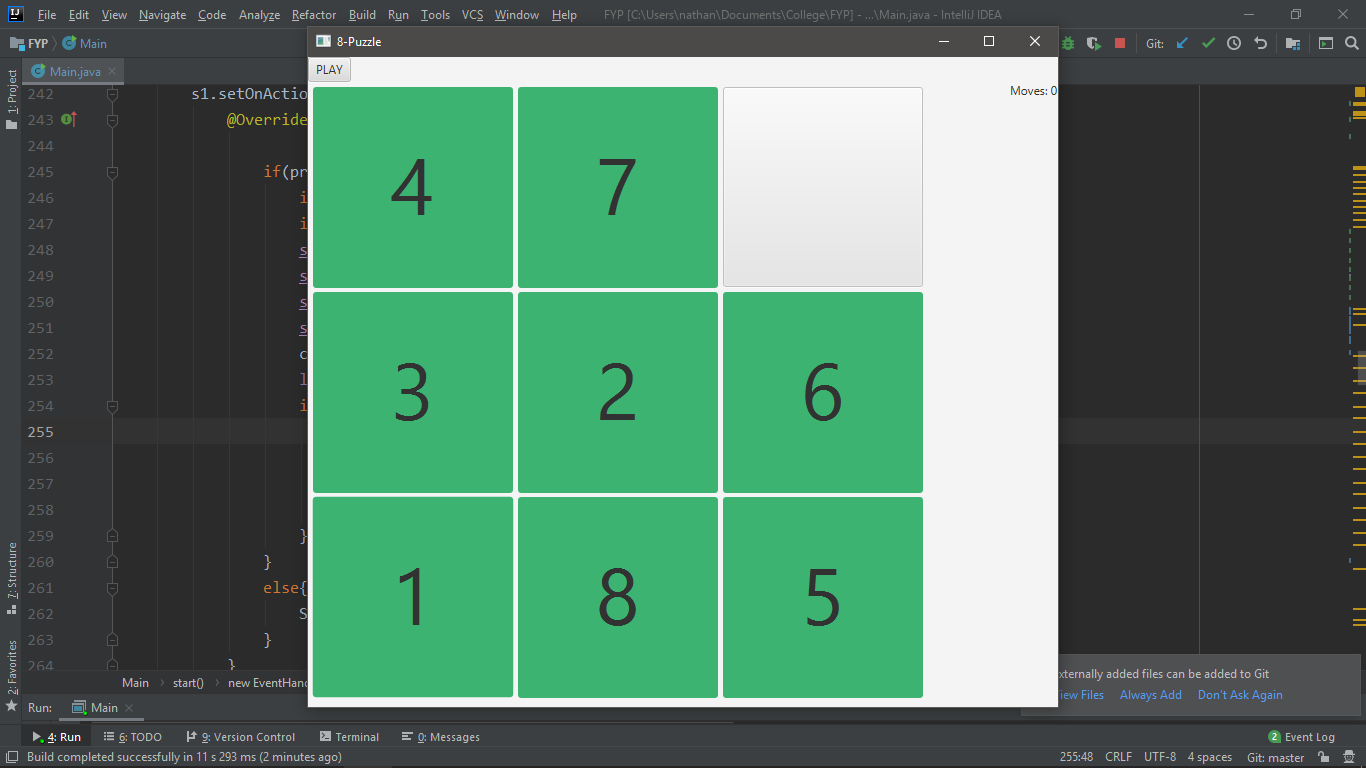 File Edit View Navigate Code Analyze Refactor Build Run Tools VCS Window Help FYP [C:\Users\nathan\Documents\College\FYP] - ...\Main.java - IntelliJ IDEA
FYP Main
Git:
8-Puzzle
PLAY
Moves: 0
4 7
3 2 6
1 8 5
1: Project
7: Structure
2: Favorites
Main.java
242 s1.setOnActio
243 @Override
244
245 if(pr
246 i
247 i
248 s
249 s
250 s
251 s
252 c
253 l
254 i
255
256
257
258
259 }
260 }
261 else{
262 S
263 }
264 }
Main start() new EventHand
xternally added files can be added to Git
iew Files Always Add Don't Ask Again
Run: Main
4: Run 6: TODO 9: Version Control Terminal 0: Messages 2 Event Log
Build completed successfully in 11 s 293 ms (2 minutes ago) 255:48 CRLF UTF-8 4 spaces Git: master